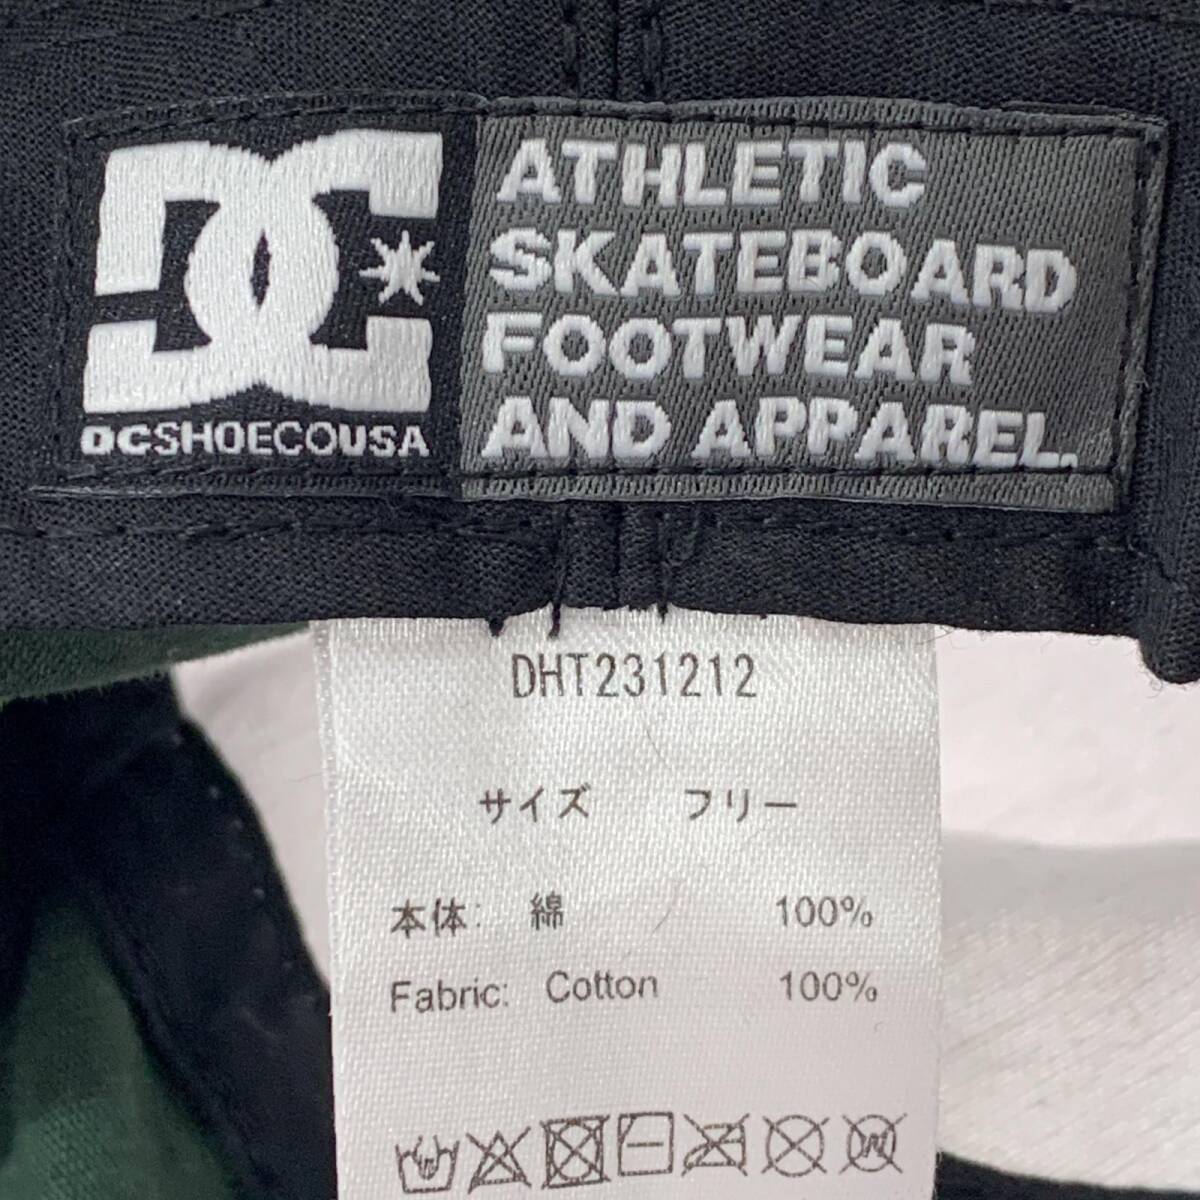 DC
DCSHOECOUSA
ATHLETIC
SKATEBOARD
FOOTWEAR
AND APPAREL.
DHT231212
サイズ フリー
本体: 綿 100%
Fabric: Cotton 100%